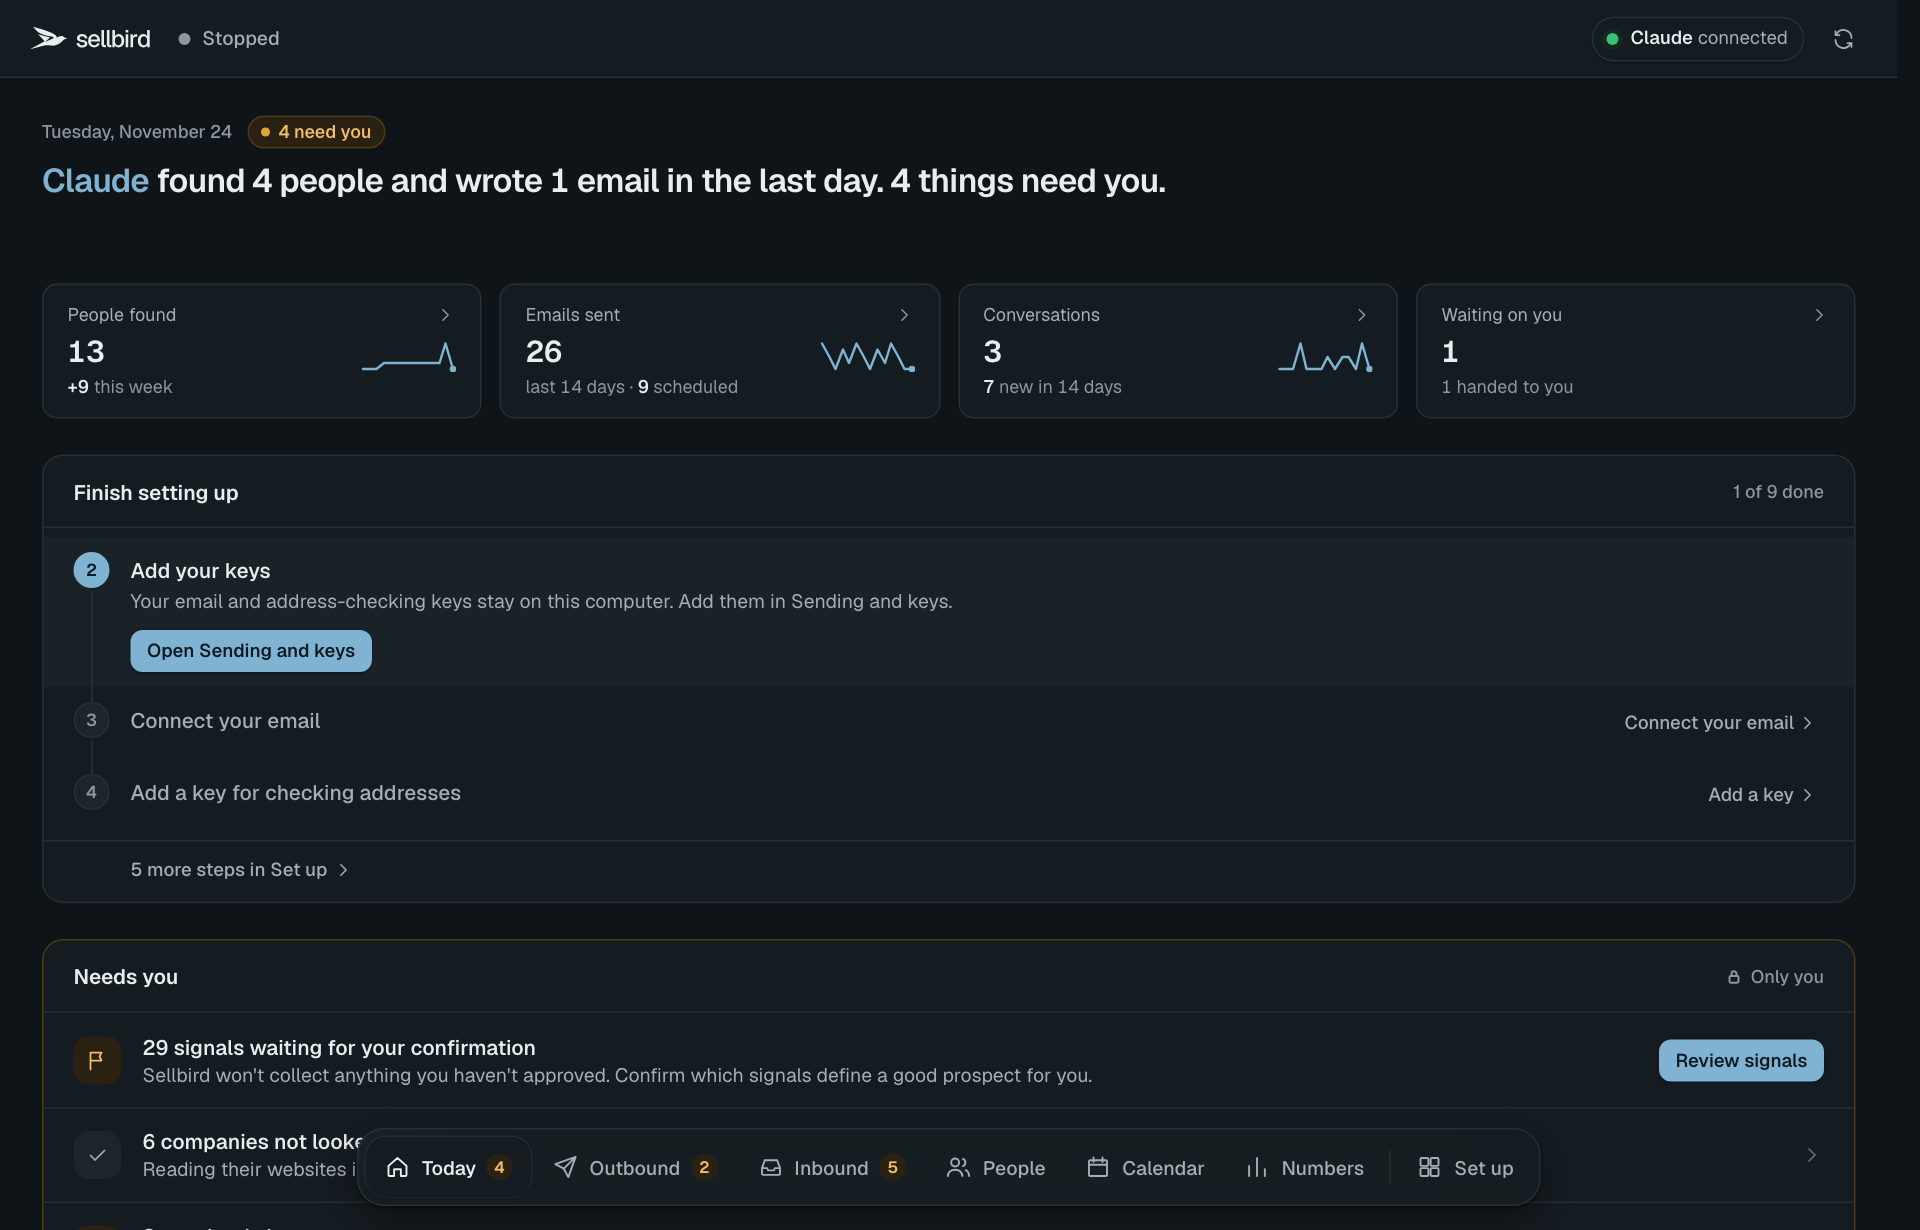 sellbird
Stopped
Claude connected
Tuesday, November 24
4 need you
Claude found 4 people and wrote 1 email in the last day. 4 things need you.
People found
13
+9 this week
Emails sent
26
last 14 days · 9 scheduled
Conversations
3
7 new in 14 days
Waiting on you
1
1 handed to you
Finish setting up
1 of 9 done
2
Add your keys
Your email and address-checking keys stay on this computer. Add them in Sending and keys.
Open Sending and keys
3
Connect your email
Connect your email
4
Add a key for checking addresses
Add a key
5 more steps in Set up
Needs you
Only you
29 signals waiting for your confirmation
Sellbird won't collect anything you haven't approved. Confirm which signals define a good prospect for you.
Review signals
6 companies not looke
Reading their websites i
Today 4
Outbound 2
Inbound 5
People
Calendar
Numbers
Set up